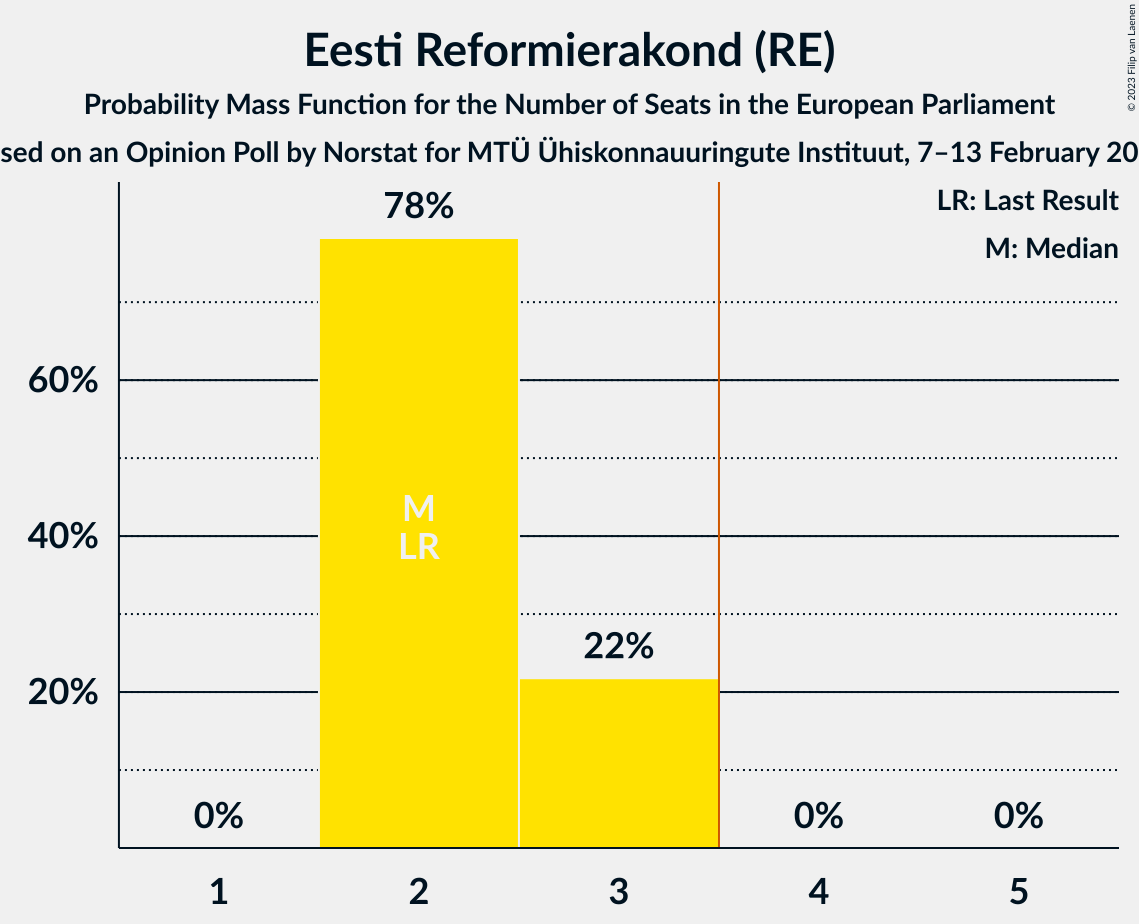 Eesti Reformierakond (RE)
Probability Mass Function for the Number of Seats in the European Parliament
sed on an Opinion Poll by Norstat for MTÜ Ühiskonnauuringute Instituut, 7–13 February 20
© 2023 Filip van Laenen
LR: Last Result
M: Median
78%
60%
M
40%
LR
22%
20%
0%
0%
0%
1
2
3
4
5